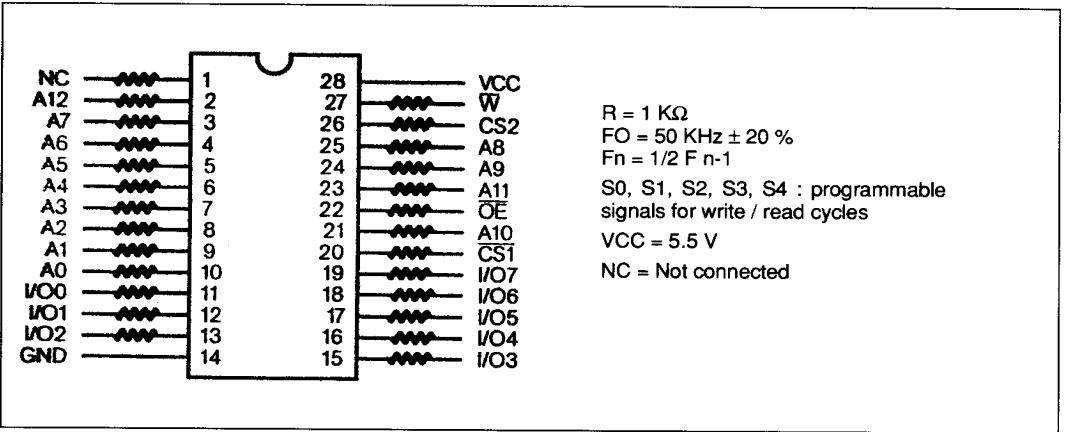 NC 1 28 VCC
A12 2 27 W̅
A7 3 26 CS2
A6 4 25 A8
A5 5 24 A9
A4 6 23 A11
A3 7 22 O̅E̅
A2 8 21 A10
A1 9 20 C̅S̅1̅
A0 10 19 I/O7
I/O0 11 18 I/O6
I/O1 12 17 I/O5
I/O2 13 16 I/O4
GND 14 15 I/O3
R = 1 KΩ
FO = 50 KHz ± 20 %
Fn = 1/2 F n-1
S0, S1, S2, S3, S4 : programmable
signals for write / read cycles
VCC = 5.5 V
NC = Not connected